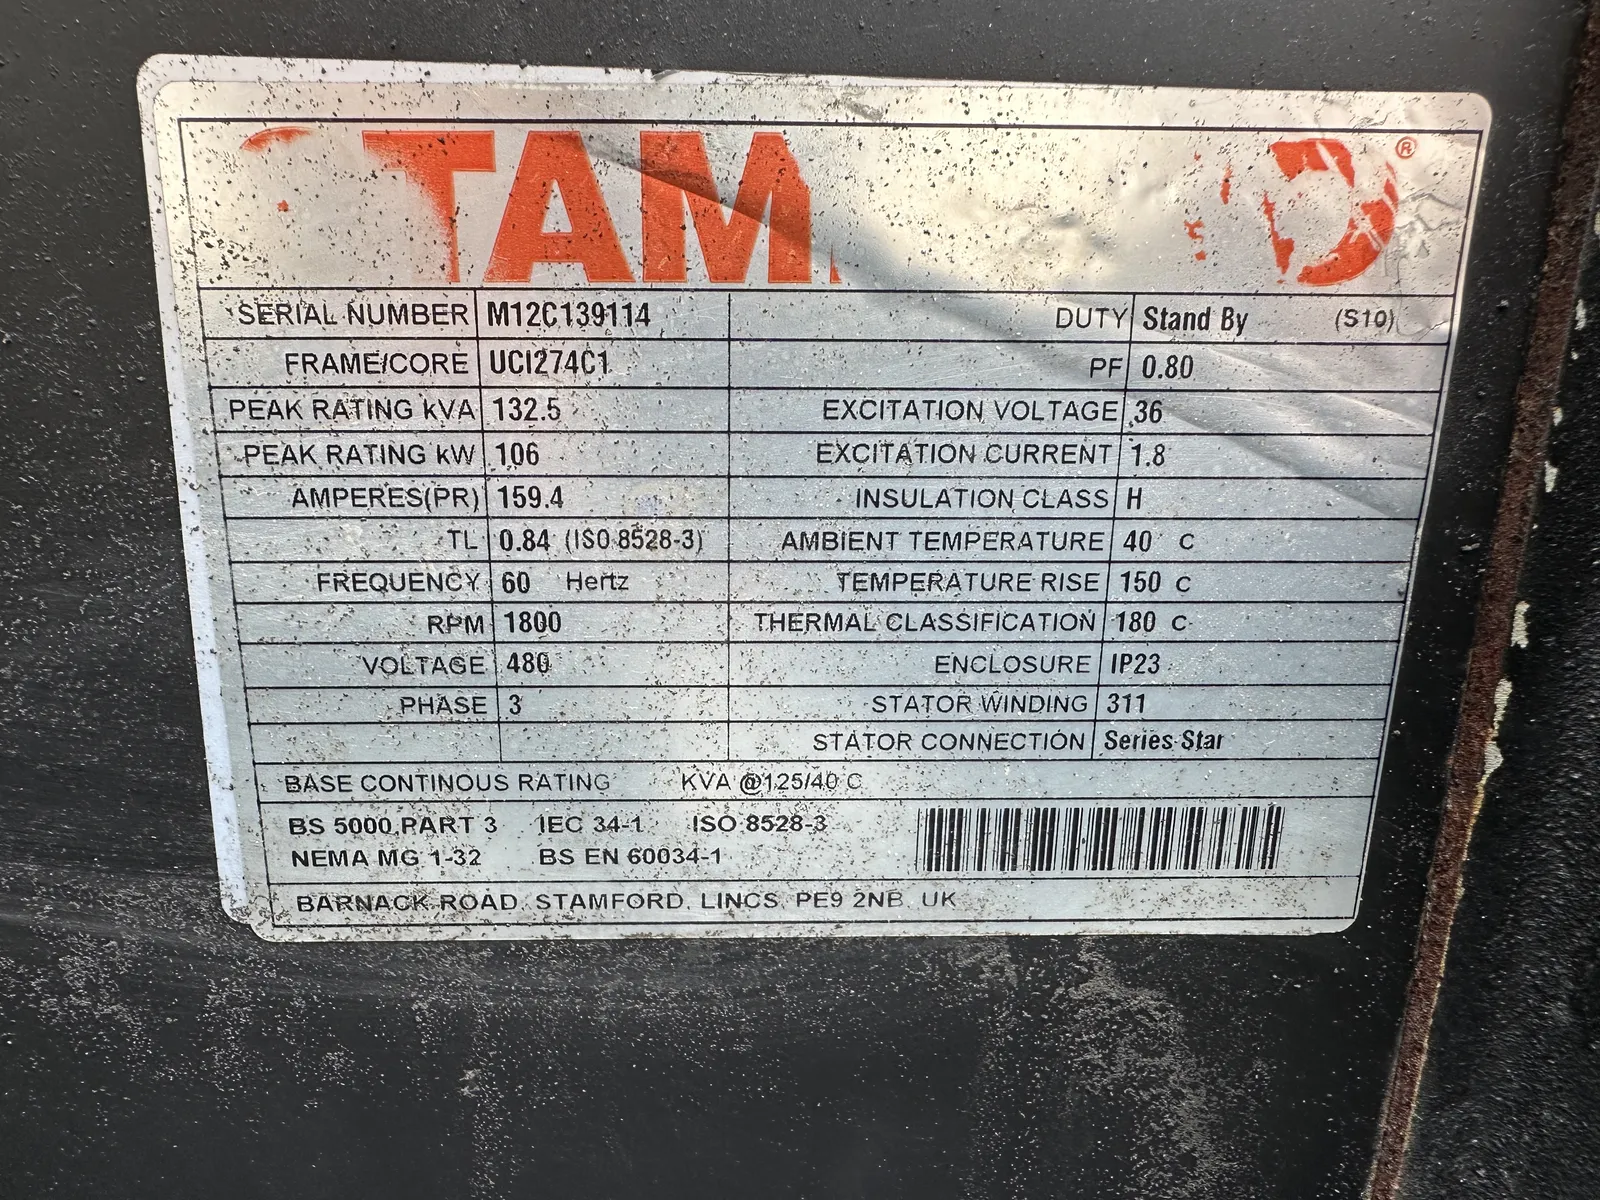 STAM D ®
SERIAL NUMBER M12C139114 DUTY Stand By (S10)
FRAME/CORE UCI274C1 PF 0.80
PEAK RATING kVA 132.5 EXCITATION VOLTAGE 36
PEAK RATING kW 106 EXCITATION CURRENT 1.8
AMPERES(PR) 159.4 INSULATION CLASS H
TL 0.84 (ISO 8528-3) AMBIENT TEMPERATURE 40 C
FREQUENCY 60 Hertz TEMPERATURE RISE 150 C
RPM 1800 THERMAL CLASSIFICATION 180 C
VOLTAGE 480 ENCLOSURE IP23
PHASE 3 STATOR WINDING 311
STATOR CONNECTION Series Star
BASE CONTINOUS RATING KVA @125/40 C
BS 5000 PART 3 IEC 34-1 ISO 8528-3
NEMA MG 1-32 BS EN 60034-1
BARNACK ROAD, STAMFORD, LINCS, PE9 2NB, UK